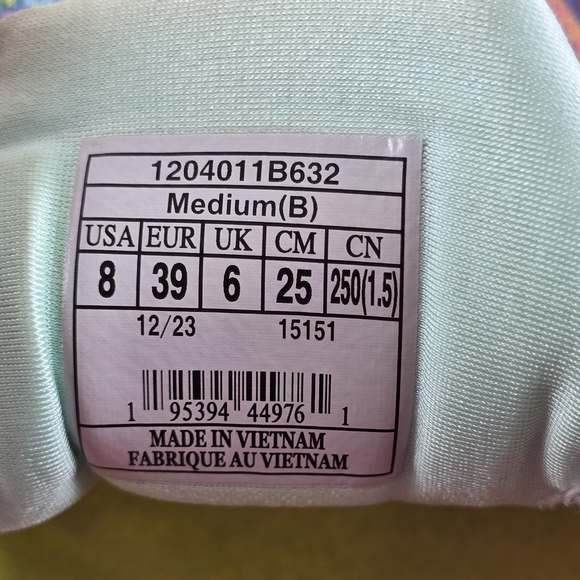 1204011B632
Medium(B)
USA EUR UK CM CN
8 39 6 25 250(1.5)
12/23 15151
1 95394 44976 1
MADE IN VIETNAM
FABRIQUE AU VIETNAM